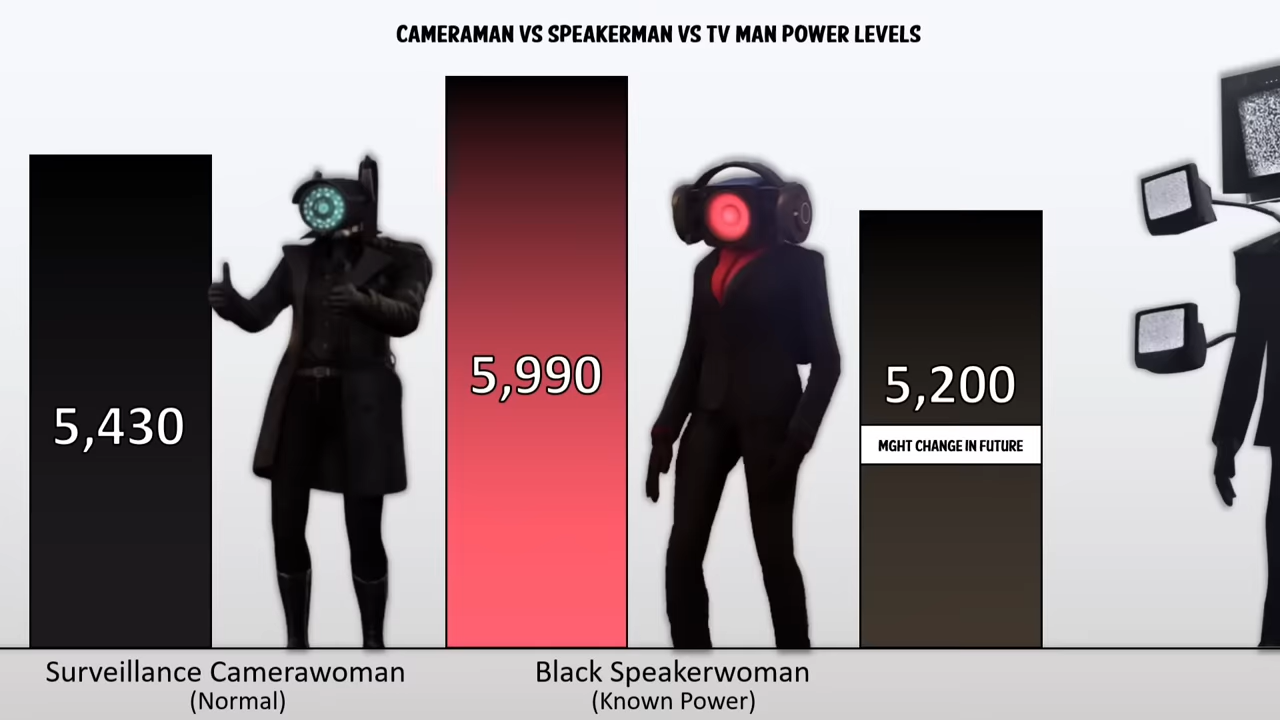 CAMERAMAN VS SPEAKERMAN VS TV MAN POWER LEVELS
5,430
5,990
5,200
MGHT CHANGE IN FUTURE
Surveillance Camerawoman
(Normal)
Black Speakerwoman
(Known Power)